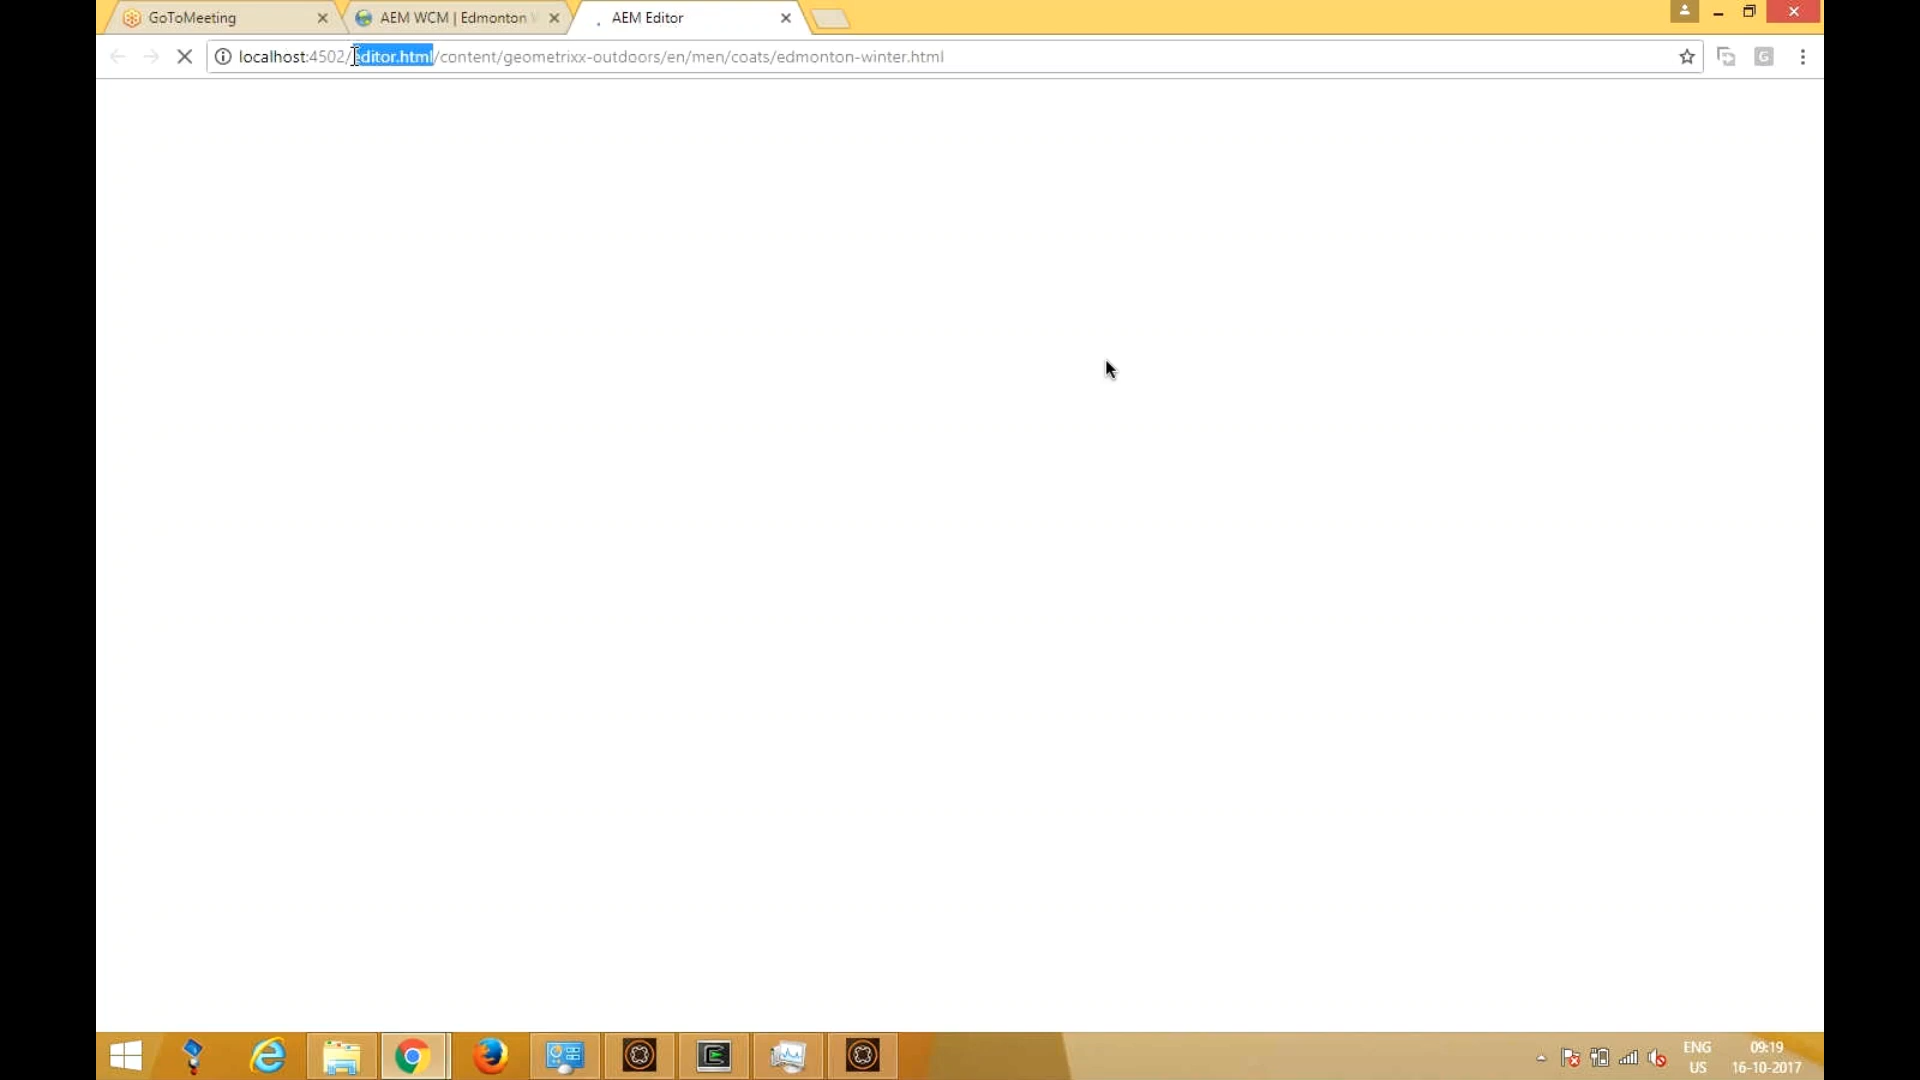 GoToMeeting
AEM WCM | Edmonton
AEM Editor
localhost:4502/editor.html/content/geometrixx-outdoors/en/men/coats/edmonton-winter.html
G
ENG
US
09:19
16-10-2017